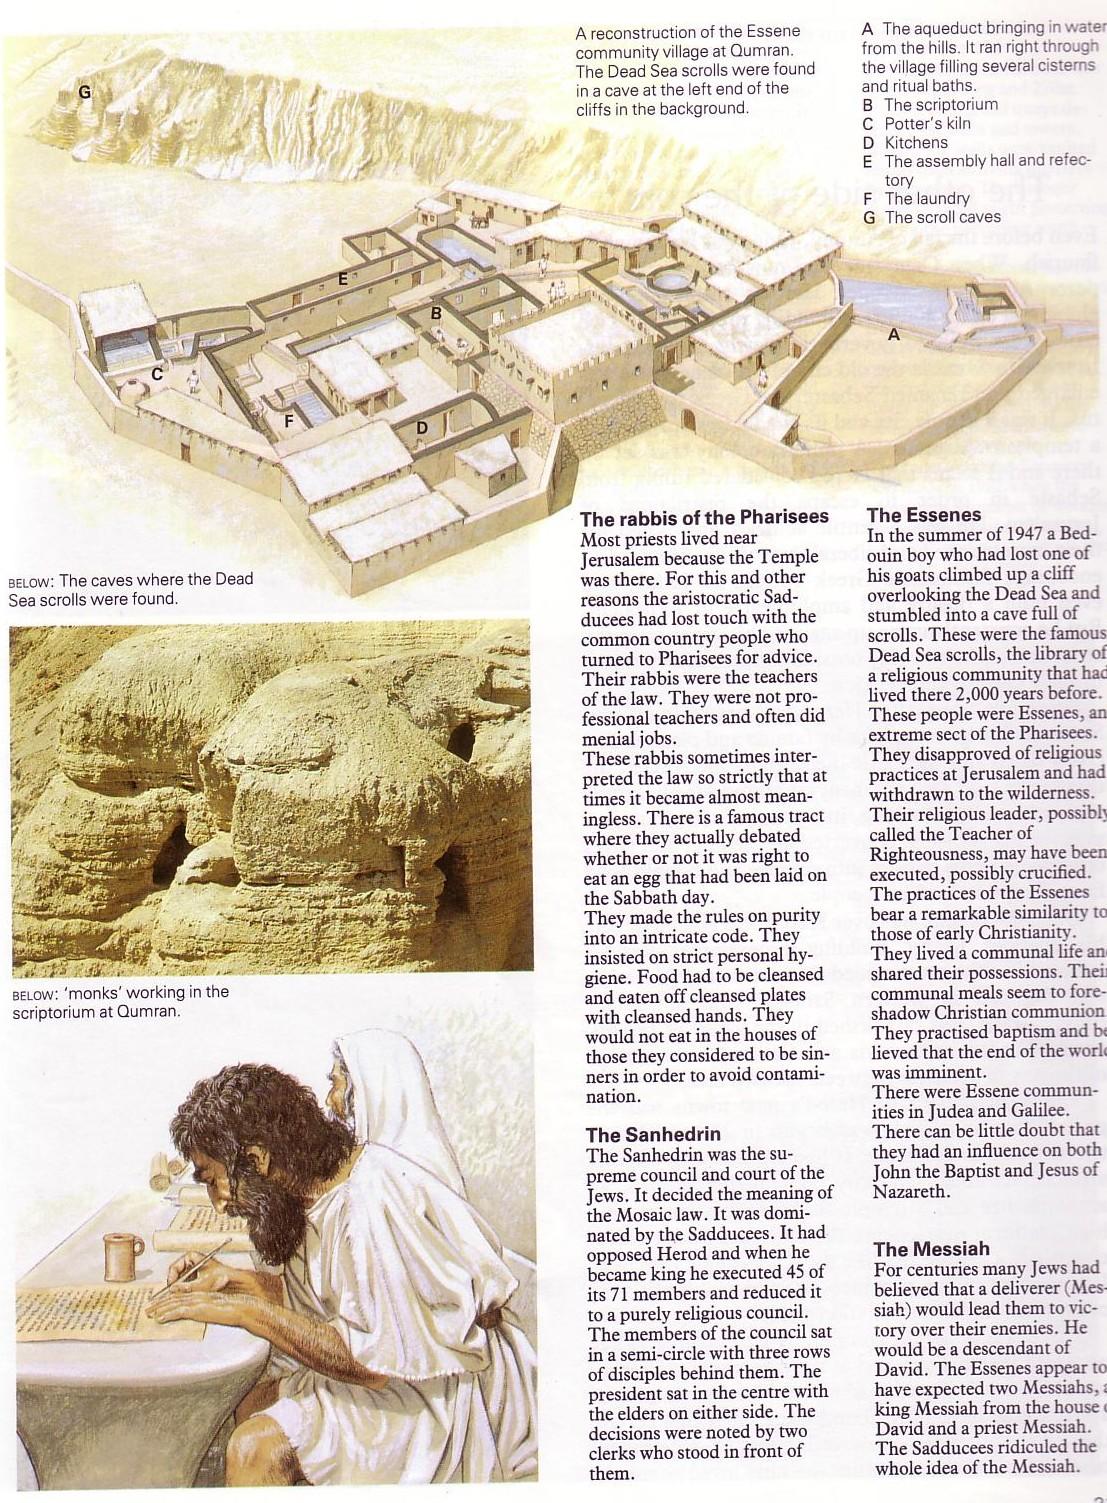 A reconstruction of the Essene
community village at Qumran.
The Dead Sea scrolls were found
in a cave at the left end of the
cliffs in the background.
A The aqueduct bringing in water
from the hills. It ran right through
the village filling several cisterns
and ritual baths.
B The scriptorium
C Potter's kiln
D Kitchens
E The assembly hall and refec-
tory
F The laundry
G The scroll caves
G
E
B
A
C
F
D
BELOW: The caves where the Dead
Sea scrolls were found.
BELOW: 'monks' working in the
scriptorium at Qumran.
The rabbis of the Pharisees
Most priests lived near
Jerusalem because the Temple
was there. For this and other
reasons the aristocratic Sad-
ducees had lost touch with the
common country people who
turned to Pharisees for advice.
Their rabbis were the teachers
of the law. They were not pro-
fessional teachers and often did
menial jobs.
These rabbis sometimes inter-
preted the law so strictly that at
times it became almost mean-
ingless. There is a famous tract
where they actually debated
whether or not it was right to
eat an egg that had been laid on
the Sabbath day.
They made the rules on purity
into an intricate code. They
insisted on strict personal hy-
giene. Food had to be cleansed
and eaten off cleansed plates
with cleansed hands. They
would not eat in the houses of
those they considered to be sin-
ners in order to avoid contami-
nation.
The Sanhedrin
The Sanhedrin was the su-
preme council and court of the
Jews. It decided the meaning of
the Mosaic law. It was domi-
nated by the Sadducees. It had
opposed Herod and when he
became king he executed 45 of
its 71 members and reduced it
to a purely religious council.
The members of the council sat
in a semi-circle with three rows
of disciples behind them. The
president sat in the centre with
the elders on either side. The
decisions were noted by two
clerks who stood in front of
them.
The Essenes
In the summer of 1947 a Bed-
ouin boy who had lost one of
his goats climbed up a cliff
overlooking the Dead Sea and
stumbled into a cave full of
scrolls. These were the famous
Dead Sea scrolls, the library of
a religious community that had
lived there 2,000 years before.
These people were Essenes, an
extreme sect of the Pharisees.
They disapproved of religious
practices at Jerusalem and had
withdrawn to the wilderness.
Their religious leader, possibly
called the Teacher of
Righteousness, may have been
executed, possibly crucified.
The practices of the Essenes
bear a remarkable similarity to
those of early Christianity.
They lived a communal life and
shared their possessions. Their
communal meals seem to fore-
shadow Christian communion
They practised baptism and be
lieved that the end of the world
was imminent.
There were Essene commun-
ities in Judea and Galilee.
There can be little doubt that
they had an influence on both
John the Baptist and Jesus of
Nazareth.
The Messiah
For centuries many Jews had
believed that a deliverer (Mes-
siah) would lead them to vic-
tory over their enemies. He
would be a descendant of
David. The Essenes appear to
have expected two Messiahs, a
king Messiah from the house
David and a priest Messiah.
The Sadducees ridiculed the
whole idea of the Messiah.